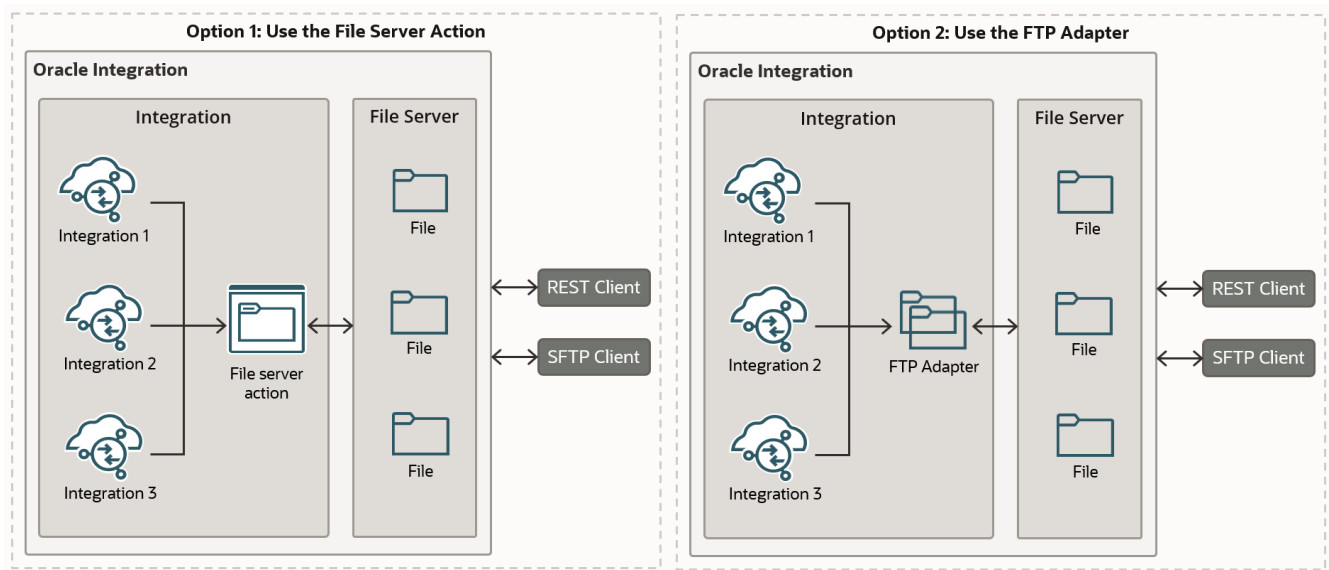 Option 1: Use the File Server Action
Oracle Integration
Integration
File Server
Integration 1
File
Integration 2
File server
action
File
Integration 3
File
REST Client
SFTP Client
Option 2: Use the FTP Adapter
Oracle Integration
Integration
File Server
Integration 1
File
Integration 2
FTP Adapter
File
Integration 3
File
REST Client
SFTP Client